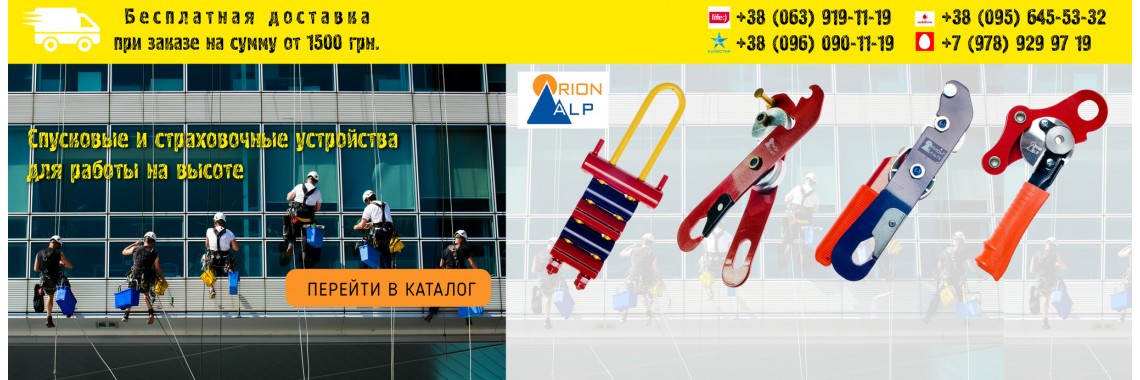 Бесплатная доставка
при заказе на сумму от 1500 грн.
life:) +38 (063) 919-11-19
+38 (095) 645-53-32
КИЇВСТАР +38 (096) 090-11-19
+7 (978) 929 97 19
Спусковые и страховочные устройства
для работы на высоте
ПЕРЕЙТИ В КАТАЛОГ
ORION
ALP